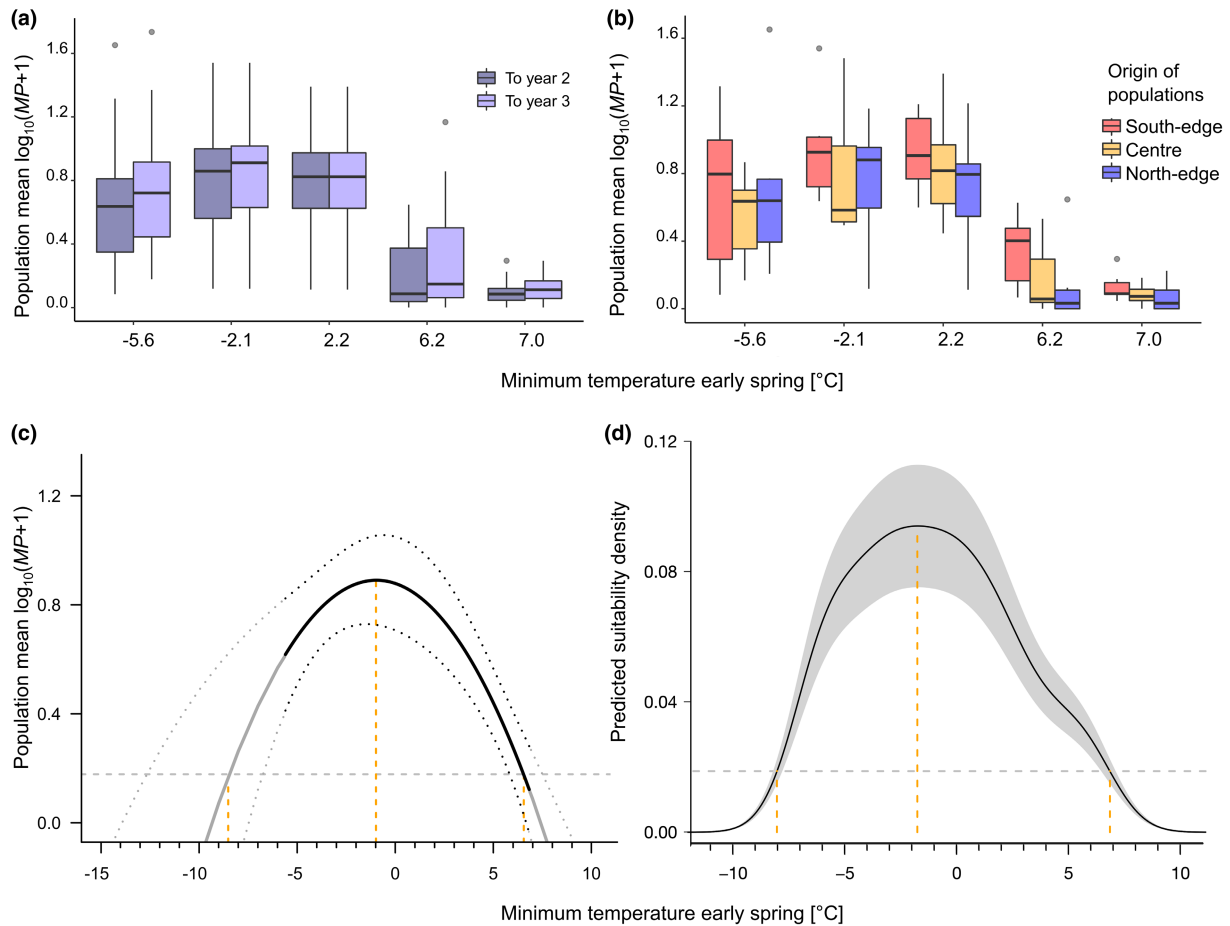 (a)
Population mean log10(MP+1)
1.6
1.2
0.8
0.4
0.0
To year 2
To year 3
-5.6 -2.1 2.2 6.2 7.0
(b)
Population mean log10(MP+1)
1.6
1.2
0.8
0.4
0.0
Origin of
populations
South-edge
Centre
North-edge
-5.6 -2.1 2.2 6.2 7.0
Minimum temperature early spring [°C]
(c)
Population mean log10(MP+1)
1.2
0.8
0.4
0.0
-15 -10 -5 0 5 10
(d)
Predicted suitability density
0.12
0.08
0.04
0.00
−10 −5 0 5 10
Minimum temperature early spring [°C]